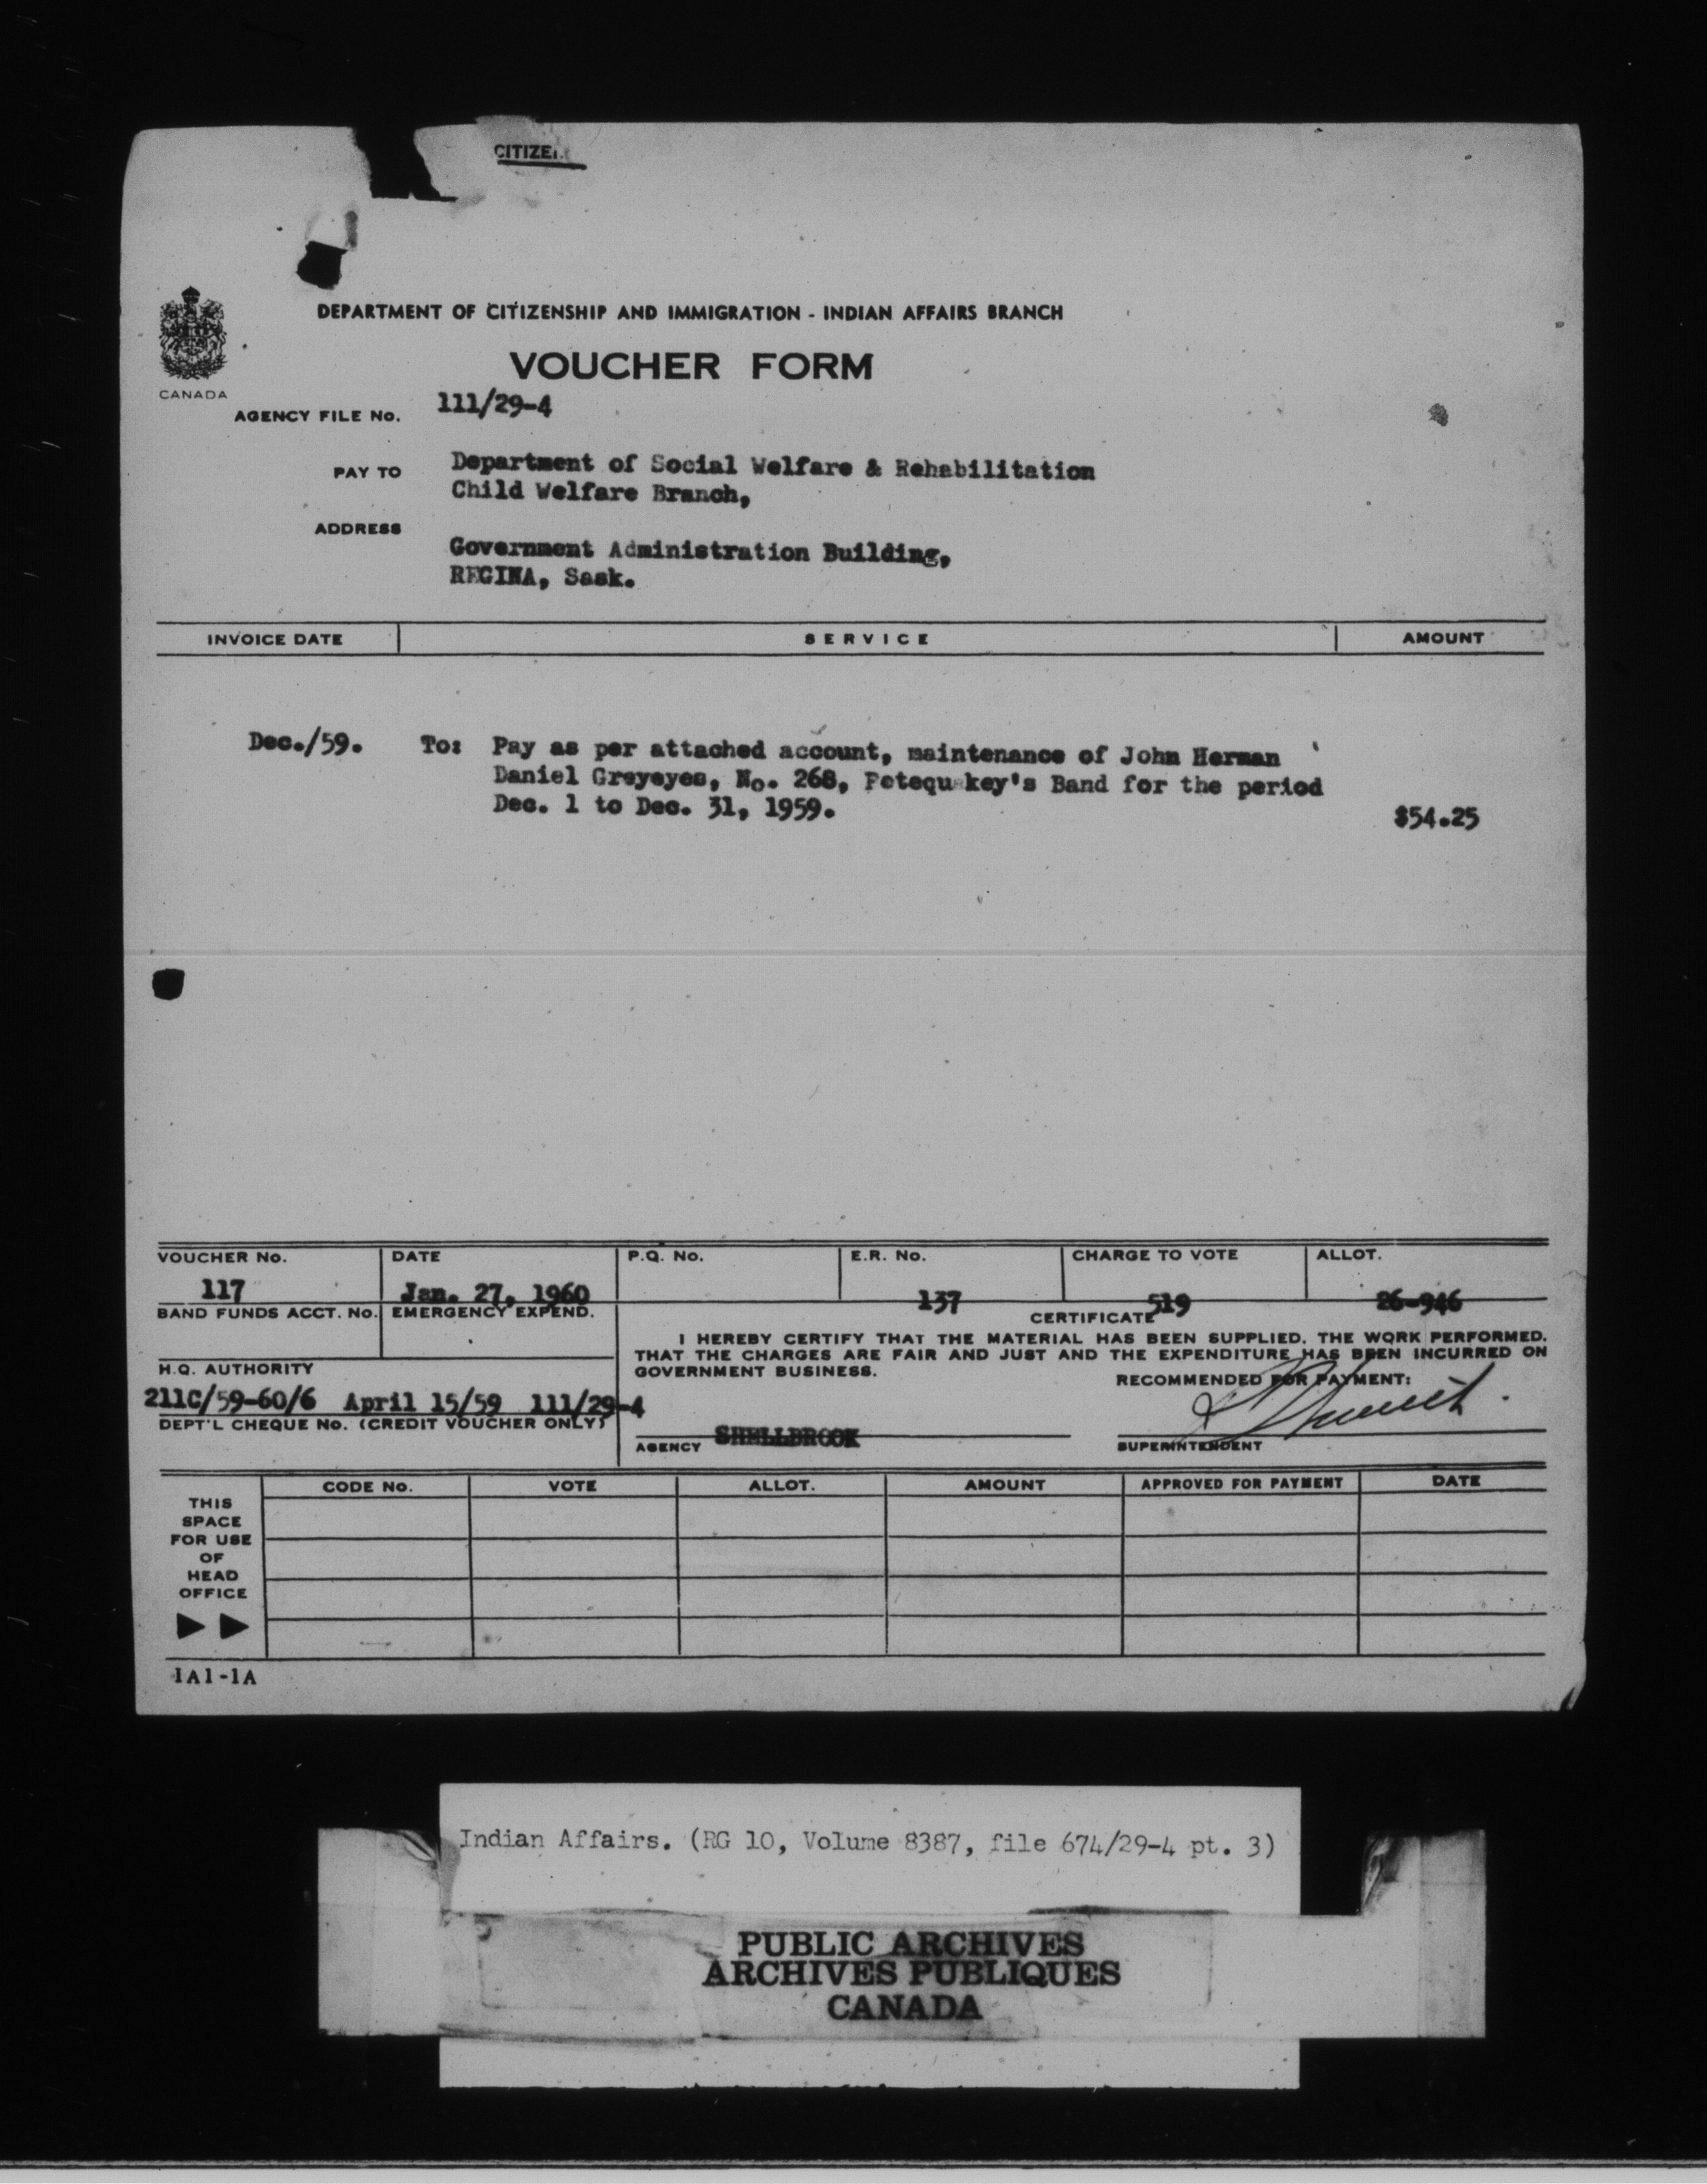 CITIZE
DEPARTMENT OF CITIZENSHIP AND IMMIGRATION - INDIAN AFFAIRS BRANCH
VOUCHER FORM
CANADA
AGENCY FILE No. 111/29-4
PAY TO Department of Social Welfare & Rehabilitation
Child Welfare Branch,
ADDRESS
Government Administration Building,
REGINA, Sask.
INVOICE DATE SERVICE AMOUNT
Dec./59. To: Pay as per attached account, maintenance of John Herman
Daniel Greyeyes, No. 268, Petequakey's Band for the period
Dec. 1 to Dec. 31, 1959. $54.25
VOUCHER No. DATE P.Q. No. E.R. No. CHARGE TO VOTE ALLOT.
117 Jan. 27, 1960 137 519 26-946
BAND FUNDS ACCT. No. EMERGENCY EXPEND. CERTIFICATE
I HEREBY CERTIFY THAT THE MATERIAL HAS BEEN SUPPLIED, THE WORK PERFORMED,
THAT THE CHARGES ARE FAIR AND JUST AND THE EXPENDITURE HAS BEEN INCURRED ON
GOVERNMENT BUSINESS.
H.Q. AUTHORITY
RECOMMENDED FOR PAYMENT:
211C/59-60/6 April 15/59 111/29-4
DEPT'L CHEQUE No. (CREDIT VOUCHER ONLY)
AGENCY SHELLBROOK SUPERINTENDENT
CODE No. VOTE ALLOT. AMOUNT APPROVED FOR PAYMENT DATE
THIS
SPACE
FOR USE
OF
HEAD
OFFICE
1A1-1A
Indian Affairs. (RG 10, Volume 8387, file 674/29-4 pt. 3)
PUBLIC ARCHIVES
ARCHIVES PUBLIQUES
CANADA